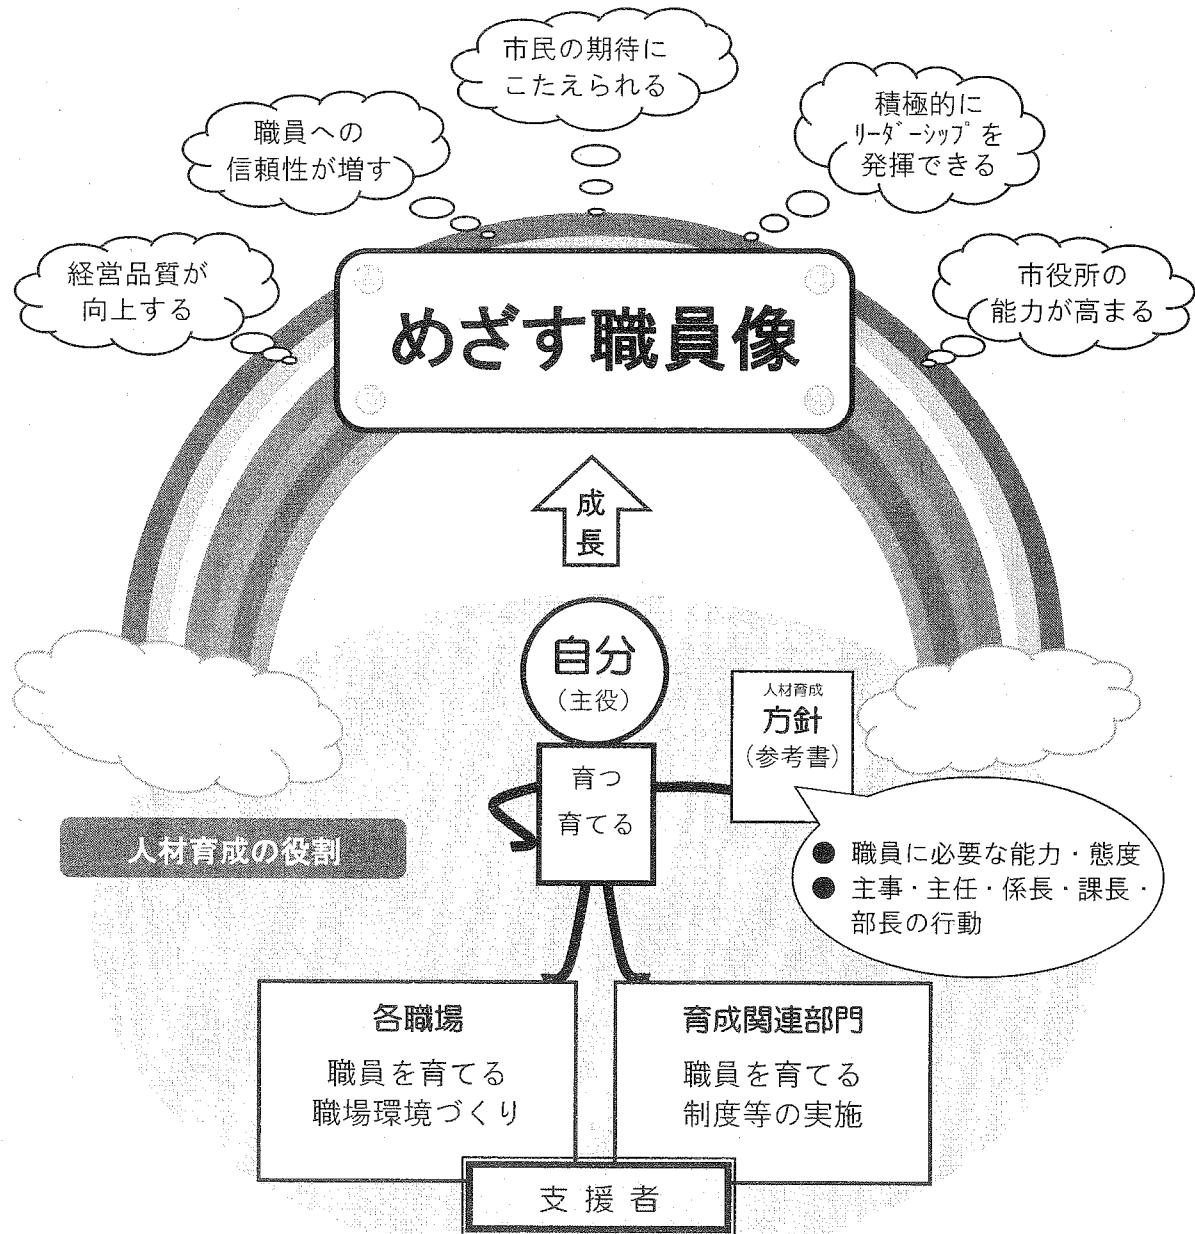 市民の期待に
こたえられる
職員への
信頼性が増す
積極的に
ﾘｰﾀﾞｰｼｯﾌﾟを
発揮できる
経営品質が
向上する
市役所の
能力が高まる
めざす職員像
成
長
自分
（主役）
人材育成
方針
（参考書）
育つ
育てる
人材育成の役割
● 職員に必要な能力・態度
● 主事・主任・係長・課長・
部長の行動
各職場
職員を育てる
職場環境づくり
育成関連部門
職員を育てる
制度等の実施
支援者